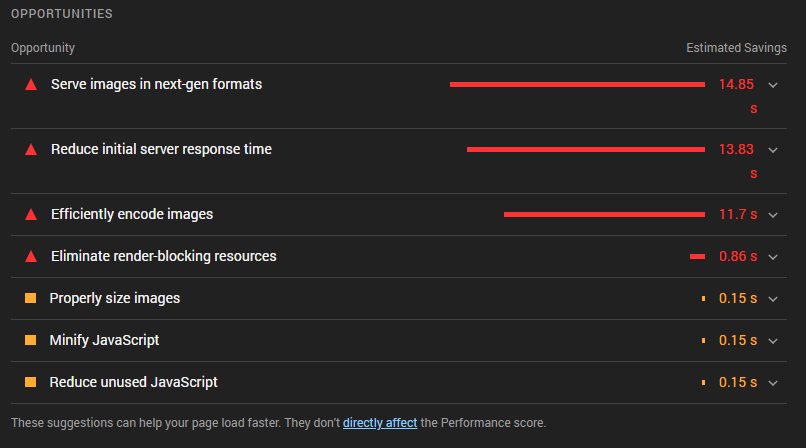 OPPORTUNITIES
Opportunity Estimated Savings
Serve images in next-gen formats 14.85 s
Reduce initial server response time 13.83 s
Efficiently encode images 11.7 s
Eliminate render-blocking resources 0.86 s
Properly size images 0.15 s
Minify JavaScript 0.15 s
Reduce unused JavaScript 0.15 s
These suggestions can help your page load faster. They don't directly affect the Performance score.